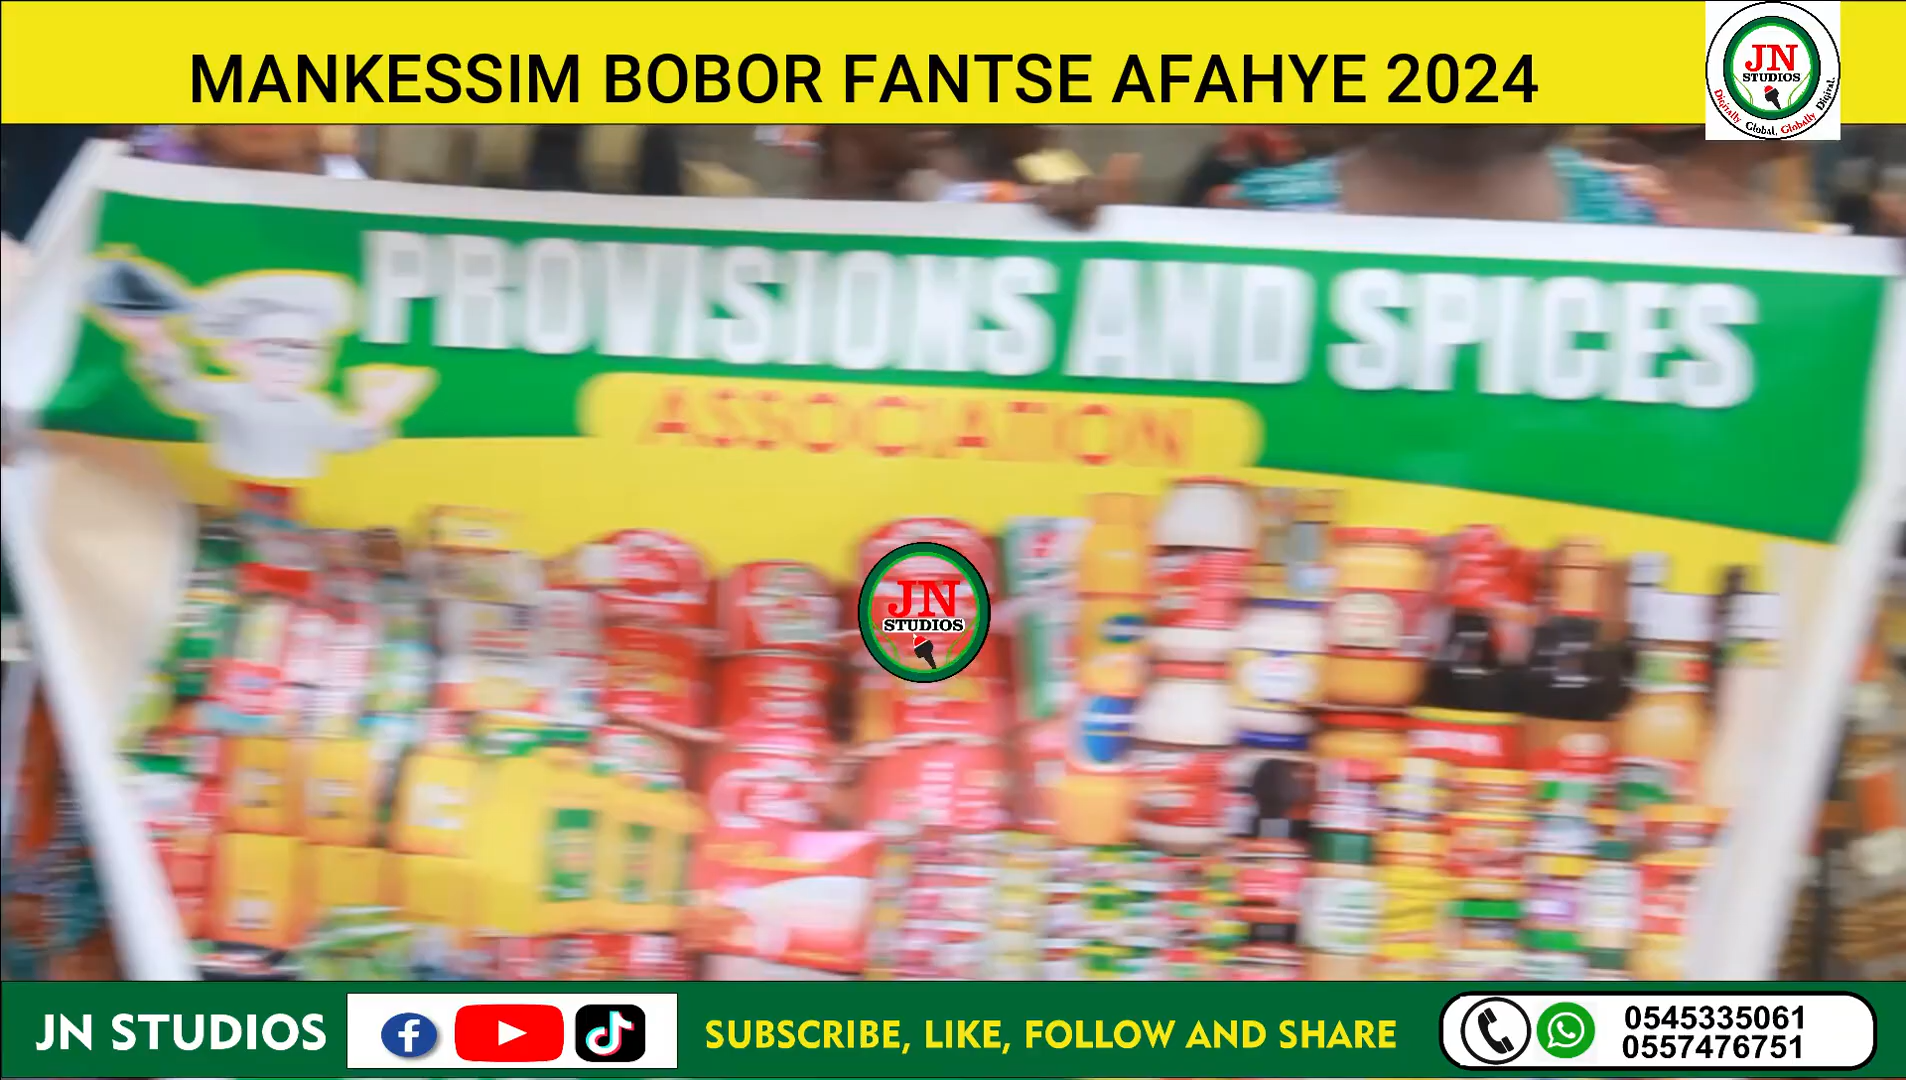 MANKESSIM BOBOR FANTSE AFAHYE 2024
JN
STUDIOS
Digitally Global, Globally Digital.
PROVISIONS AND SPICES
ASSOCIATION
JN
STUDIOS
JN STUDIOS
SUBSCRIBE, LIKE, FOLLOW AND SHARE
0545335061
0557476751